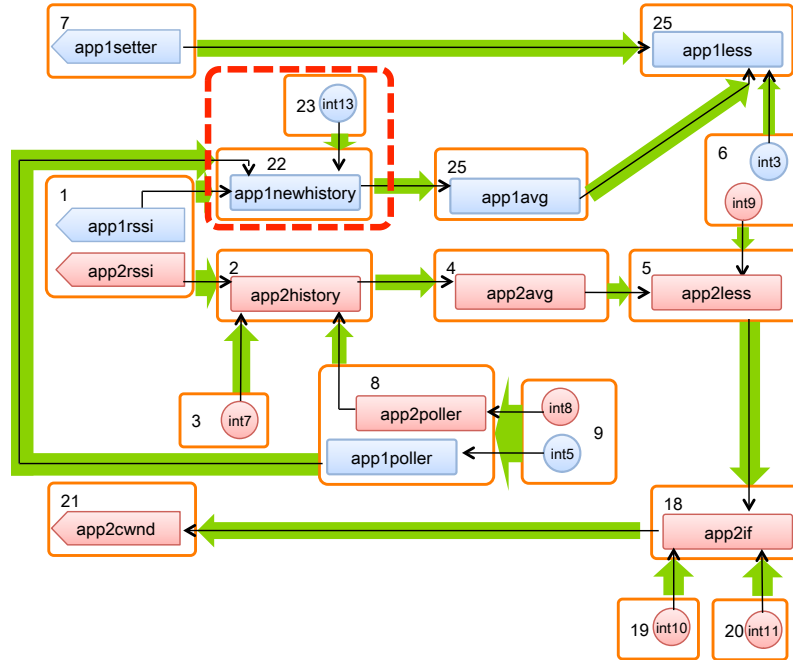 7
app1setter
25
app1less
23
int13
22
app1newhistory
25
app1avg
6
int3
int9
1
app1rssi
app2rssi
2
app2history
4
app2avg
5
app2less
3
int7
8
app2poller
app1poller
int8
int5
9
21
app2cwnd
18
app2if
19
int10
20
int11